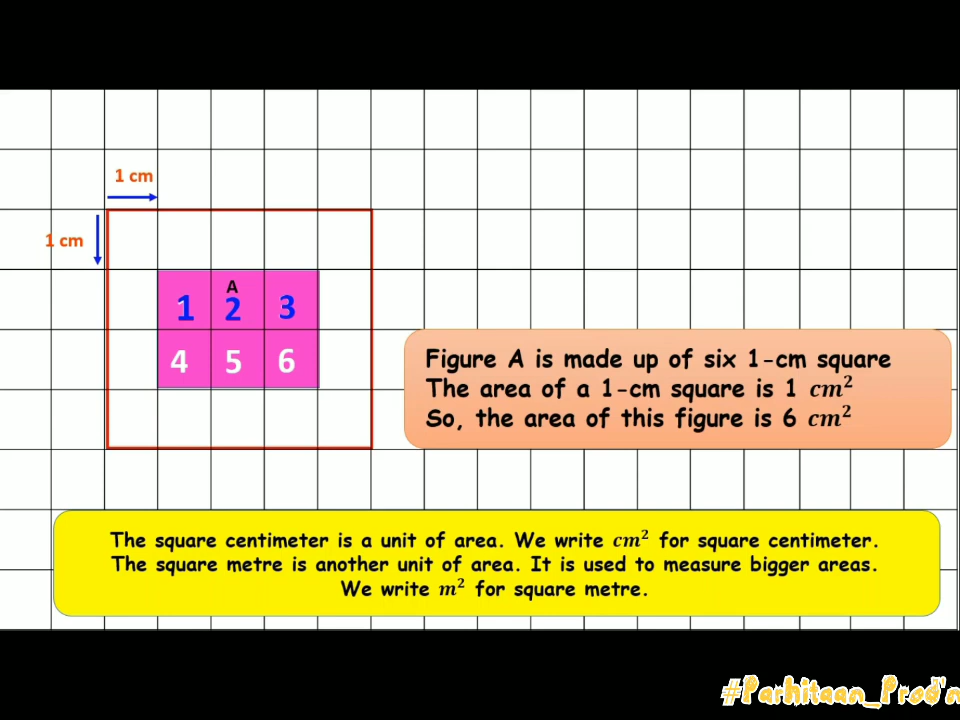 1 cm
1 cm
A
1 2 3
4 5 6
Figure A is made up of six 1-cm square
The area of a 1-cm square is 1 cm²
So, the area of this figure is 6 cm²
The square centimeter is a unit of area. We write cm² for square centimeter.
The square metre is another unit of area. It is used to measure bigger areas.
We write m² for square metre.
#Parhitaan_Prod'n